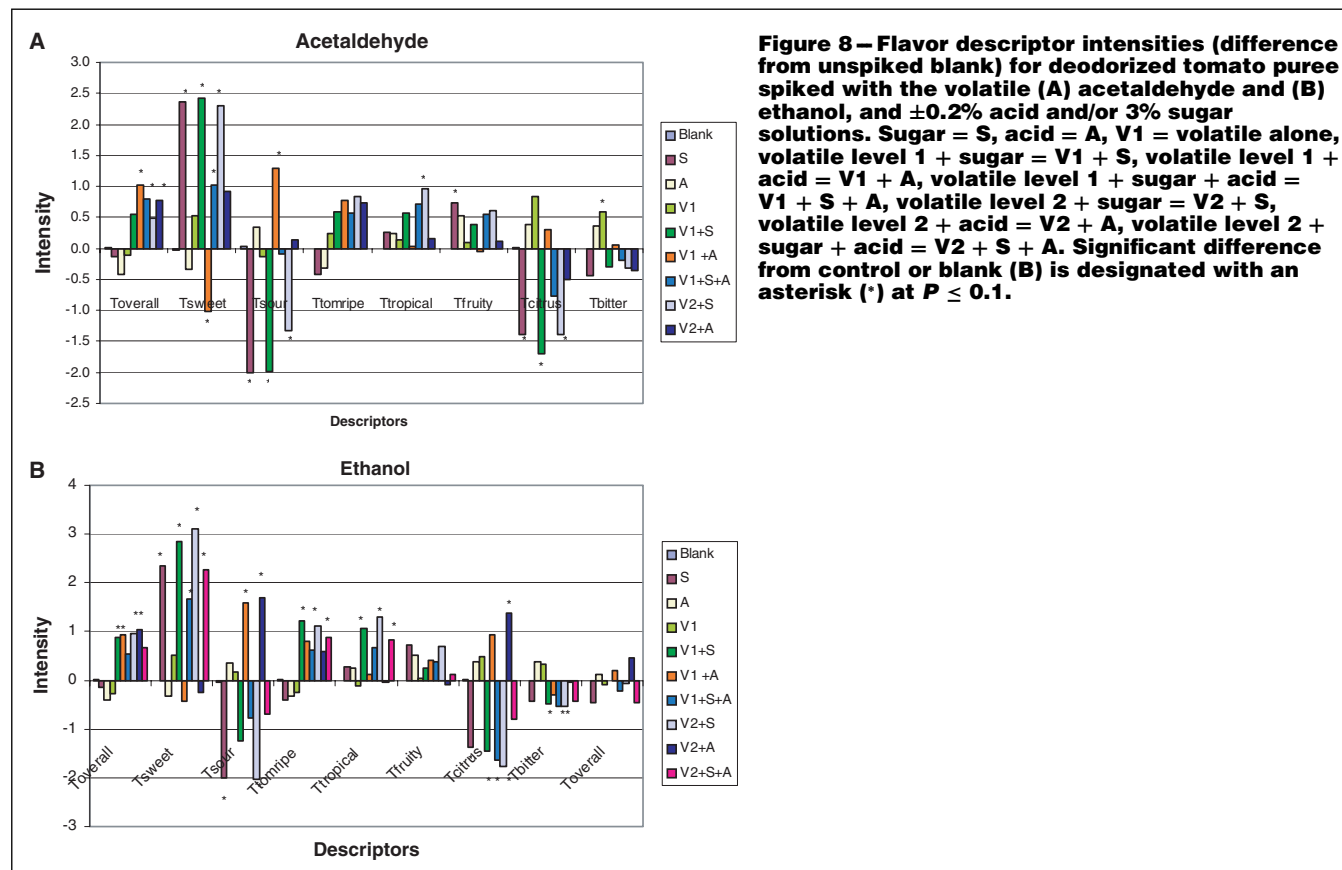 A
Acetaldehyde
3.0
2.5
2.0
1.5
1.0
0.5
0.0
-0.5
-1.0
-1.5
-2.0
-2.5
Intensity
* * * * * * * * * * * * * * * * * * *
Toverall Tsweet Tsour Ttomripe Ttropical Tfruity Tcitrus Tbitter
Descriptors
Blank
S
A
V1
V1+S
V1 +A
V1+S+A
V2+S
V2+A
B
Ethanol
4
3
2
1
0
-1
-2
-3
Intensity
Toverall Tsweet Tsour Ttomripe Ttropical Tfruity Tcitrus Tbitter Toverall
Descriptors
Blank
S
A
V1
V1+S
V1 +A
V1+S+A
V2+S
V2+A
V2+S+A
Figure 8 – Flavor descriptor intensities (difference
from unspiked blank) for deodorized tomato puree
spiked with the volatile (A) acetaldehyde and (B)
ethanol, and ±0.2% acid and/or 3% sugar
solutions. Sugar = S, acid = A, V1 = volatile alone,
volatile level 1 + sugar = V1 + S, volatile level 1 +
acid = V1 + A, volatile level 1 + sugar + acid =
V1 + S + A, volatile level 2 + sugar = V2 + S,
volatile level 2 + acid = V2 + A, volatile level 2 +
sugar + acid = V2 + S + A. Significant difference
from control or blank (B) is designated with an
asterisk (*) at P ≤ 0.1.